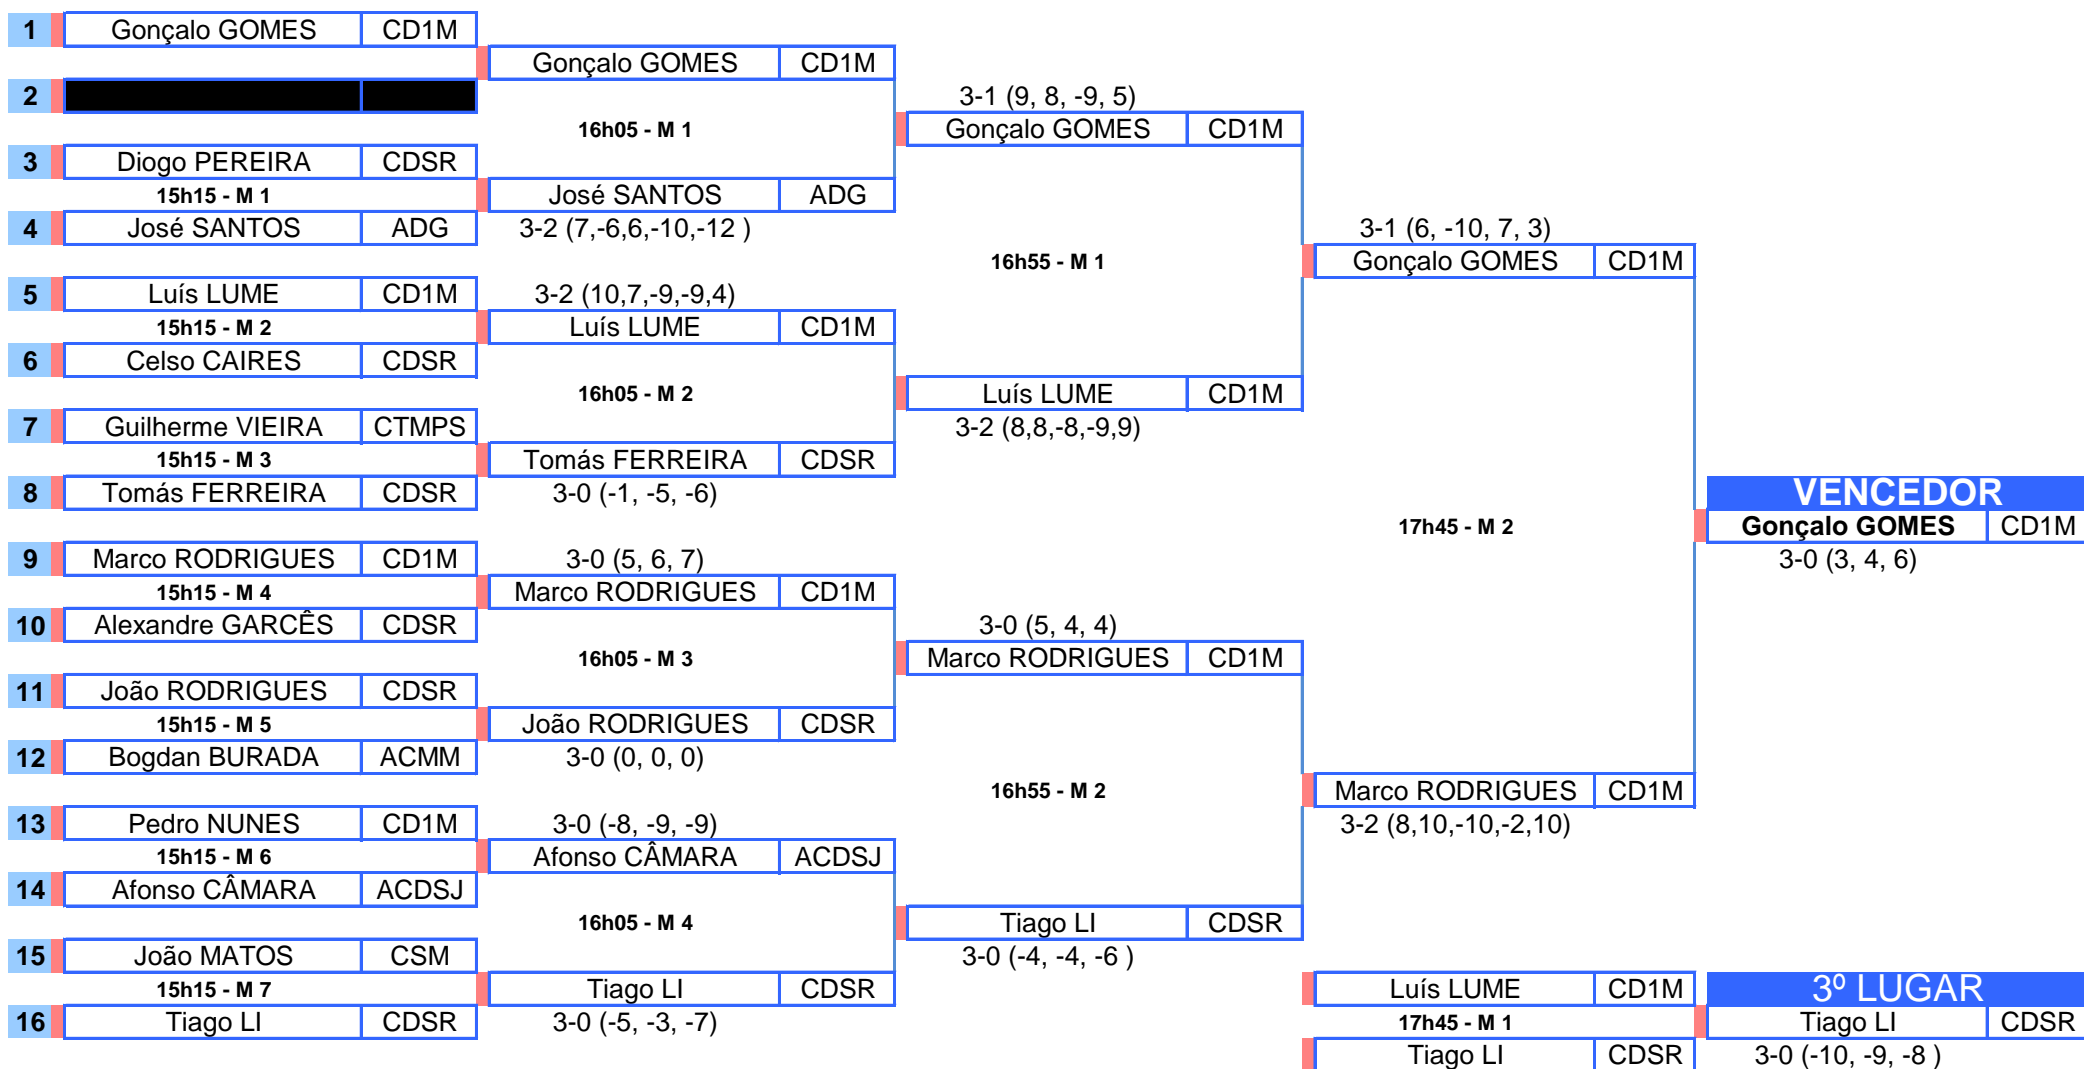 1 Gonçalo GOMES CD1M
Gonçalo GOMES CD1M
2 3-1 (9, 8, -9, 5)
16h05 - M 1 Gonçalo GOMES CD1M
3 Diogo PEREIRA CDSR
15h15 - M 1 José SANTOS ADG
4 José SANTOS ADG 3-2 (7,-6,6,-10,-12 ) 3-1 (6, -10, 7, 3)
16h55 - M 1 Gonçalo GOMES CD1M
5 Luís LUME CD1M 3-2 (10,7,-9,-9,4)
15h15 - M 2 Luís LUME CD1M
6 Celso CAIRES CDSR
16h05 - M 2 Luís LUME CD1M
7 Guilherme VIEIRA CTMPS 3-2 (8,8,-8,-9,9)
15h15 - M 3 Tomás FERREIRA CDSR
8 Tomás FERREIRA CDSR 3-0 (-1, -5, -6) VENCEDOR
17h45 - M 2 Gonçalo GOMES CD1M
9 Marco RODRIGUES CD1M 3-0 (5, 6, 7) 3-0 (3, 4, 6)
15h15 - M 4 Marco RODRIGUES CD1M
10 Alexandre GARCÊS CDSR 3-0 (5, 4, 4)
16h05 - M 3 Marco RODRIGUES CD1M
11 João RODRIGUES CDSR
15h15 - M 5 João RODRIGUES CDSR
12 Bogdan BURADA ACMM 3-0 (0, 0, 0)
16h55 - M 2 Marco RODRIGUES CD1M
13 Pedro NUNES CD1M 3-0 (-8, -9, -9) 3-2 (8,10,-10,-2,10)
15h15 - M 6 Afonso CÂMARA ACDSJ
14 Afonso CÂMARA ACDSJ
16h05 - M 4 Tiago LI CDSR
15 João MATOS CSM 3-0 (-4, -4, -6 )
15h15 - M 7 Tiago LI CDSR Luís LUME CD1M 3º LUGAR
16 Tiago LI CDSR 3-0 (-5, -3, -7) 17h45 - M 1 Tiago LI CDSR
Tiago LI CDSR 3-0 (-10, -9, -8 )